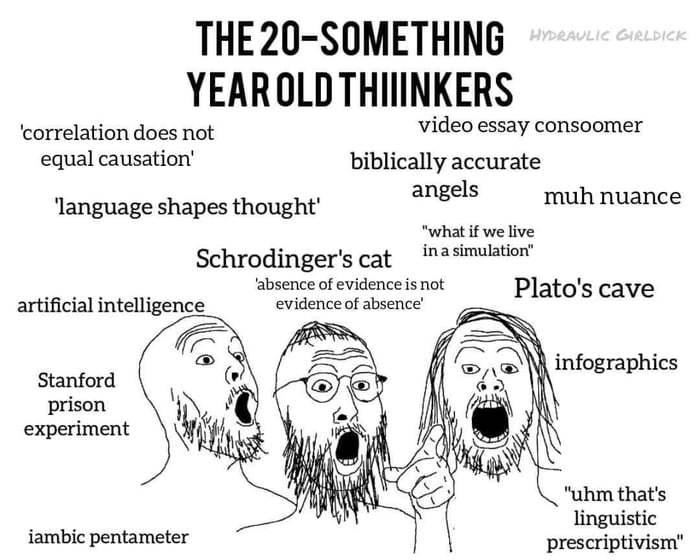 THE 20-SOMETHING
HYDRAULIC GIRLDICK
YEAR OLD THIIINKERS
'correlation does not
equal causation'
video essay consoomer
biblically accurate
angels
'language shapes thought'
muh nuance
"what if we live
in a simulation"
Schrodinger's cat
'absence of evidence is not
evidence of absence'
Plato's cave
artificial intelligence
infographics
Stanford
prison
experiment
"uhm that's
linguistic
prescriptivism"
iambic pentameter